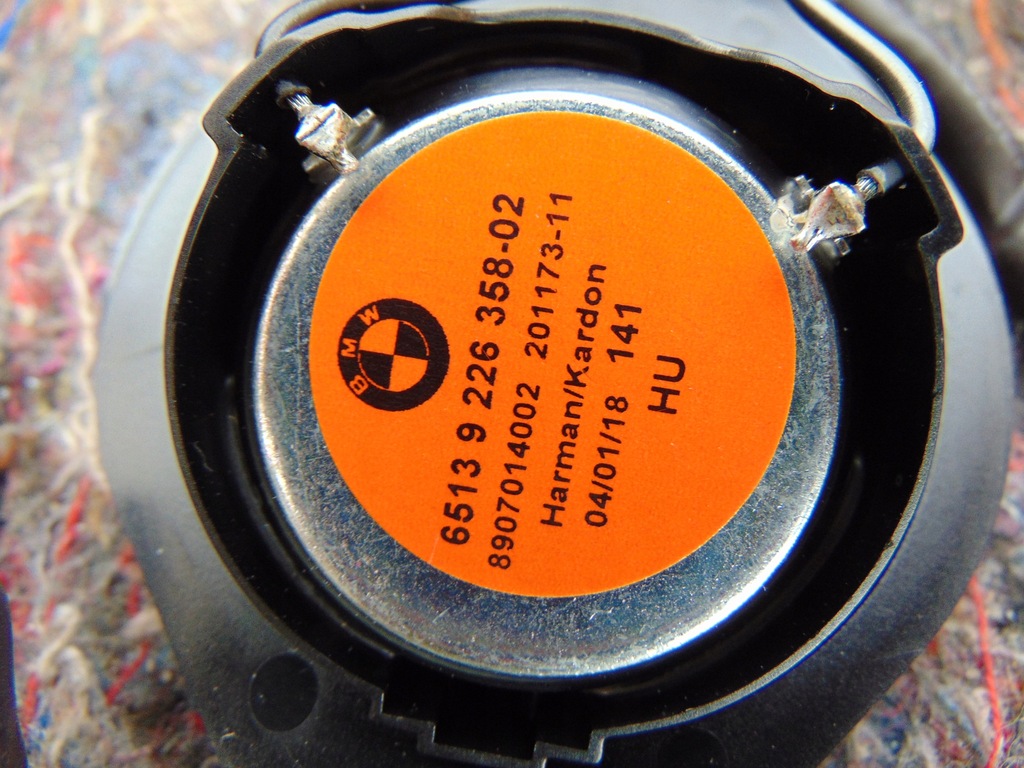 BMW
6513 9 226 358-02
8907014002 201173-11
Harman/Kardon
04/01/18 141
HU